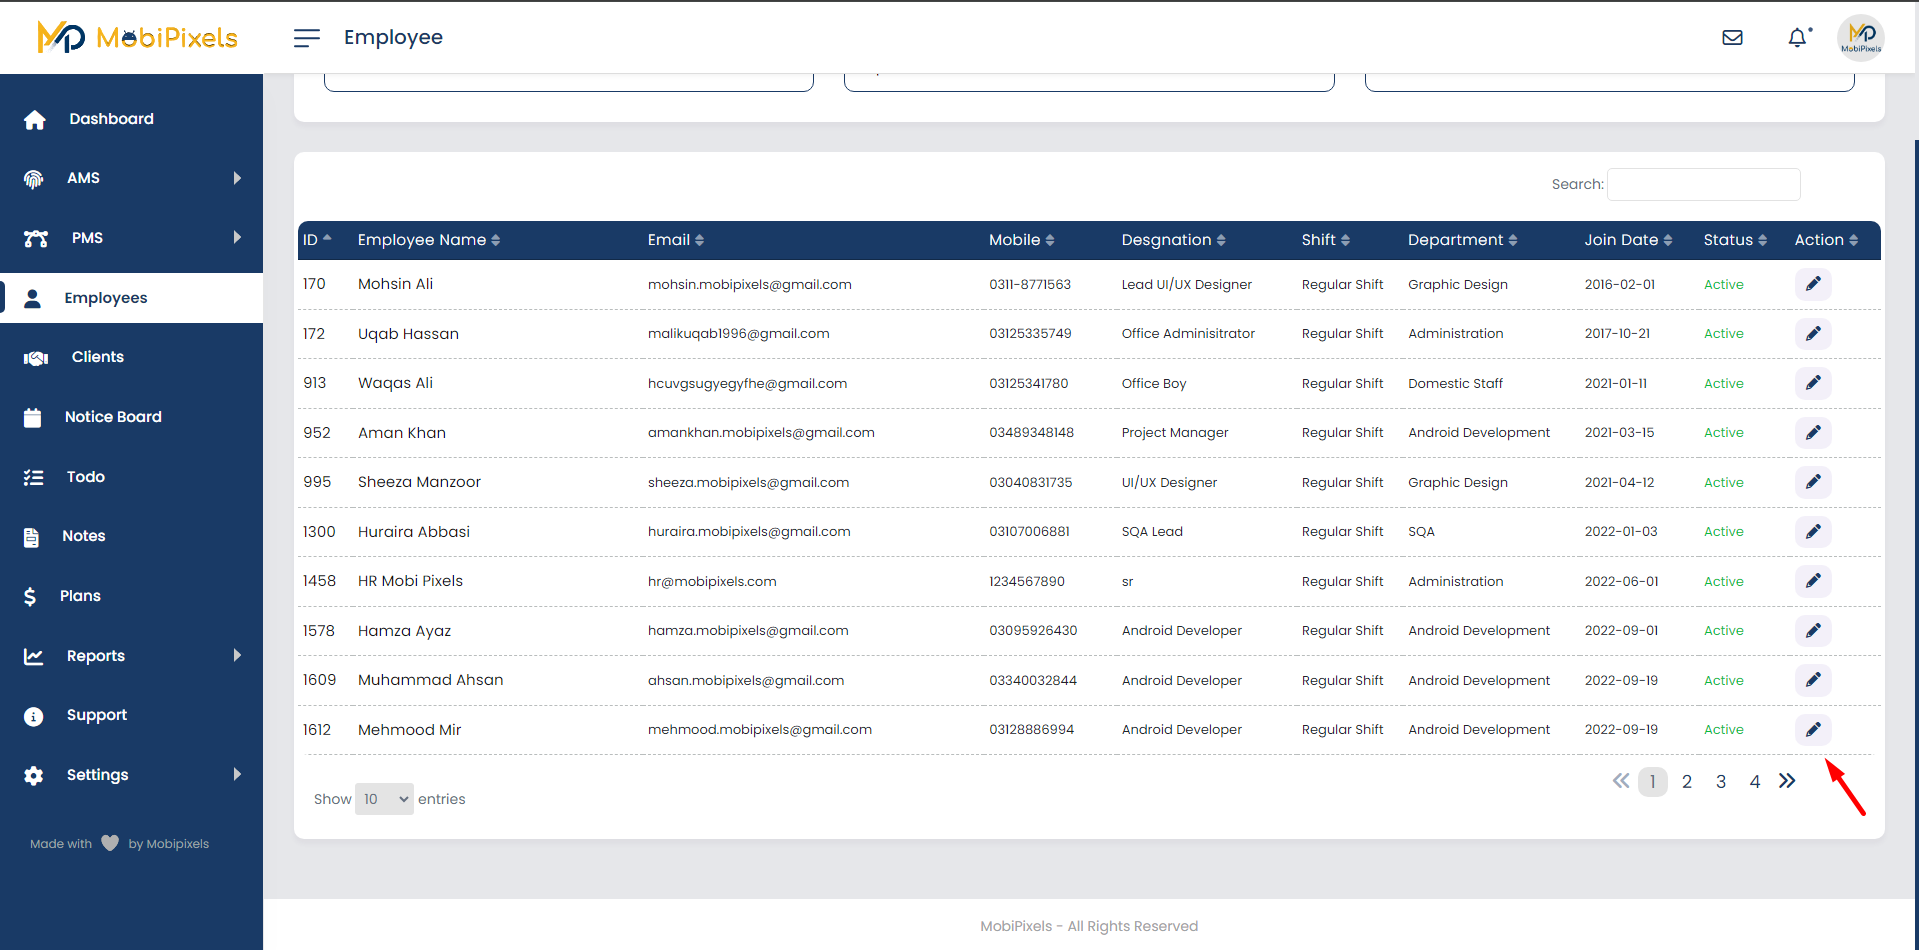 MP MobiPixels
Employee
MP MobiPixels
Dashboard
AMS
PMS
Employees
Clients
Notice Board
Todo
Notes
Plans
Reports
Support
Settings
Made with by Mobipixels
Search:
ID Employee Name Email Mobile Desgnation Shift Department Join Date Status Action
170 Mohsin Ali mohsin.mobipixels@gmail.com 0311-8771563 Lead UI/UX Designer Regular Shift Graphic Design 2016-02-01 Active
172 Uqab Hassan malikuqab1996@gmail.com 03125335749 Office Adminisitrator Regular Shift Administration 2017-10-21 Active
913 Waqas Ali hcuvgsugyegyfhe@gmail.com 03125341780 Office Boy Regular Shift Domestic Staff 2021-01-11 Active
952 Aman Khan amankhan.mobipixels@gmail.com 03489348148 Project Manager Regular Shift Android Development 2021-03-15 Active
995 Sheeza Manzoor sheeza.mobipixels@gmail.com 03040831735 UI/UX Designer Regular Shift Graphic Design 2021-04-12 Active
1300 Huraira Abbasi huraira.mobipixels@gmail.com 03107006881 SQA Lead Regular Shift SQA 2022-01-03 Active
1458 HR Mobi Pixels hr@mobipixels.com 1234567890 sr Regular Shift Administration 2022-06-01 Active
1578 Hamza Ayaz hamza.mobipixels@gmail.com 03095926430 Android Developer Regular Shift Android Development 2022-09-01 Active
1609 Muhammad Ahsan ahsan.mobipixels@gmail.com 03340032844 Android Developer Regular Shift Android Development 2022-09-19 Active
1612 Mehmood Mir mehmood.mobipixels@gmail.com 03128886994 Android Developer Regular Shift Android Development 2022-09-19 Active
Show 10 entries
« 1 2 3 4 »
MobiPixels - All Rights Reserved